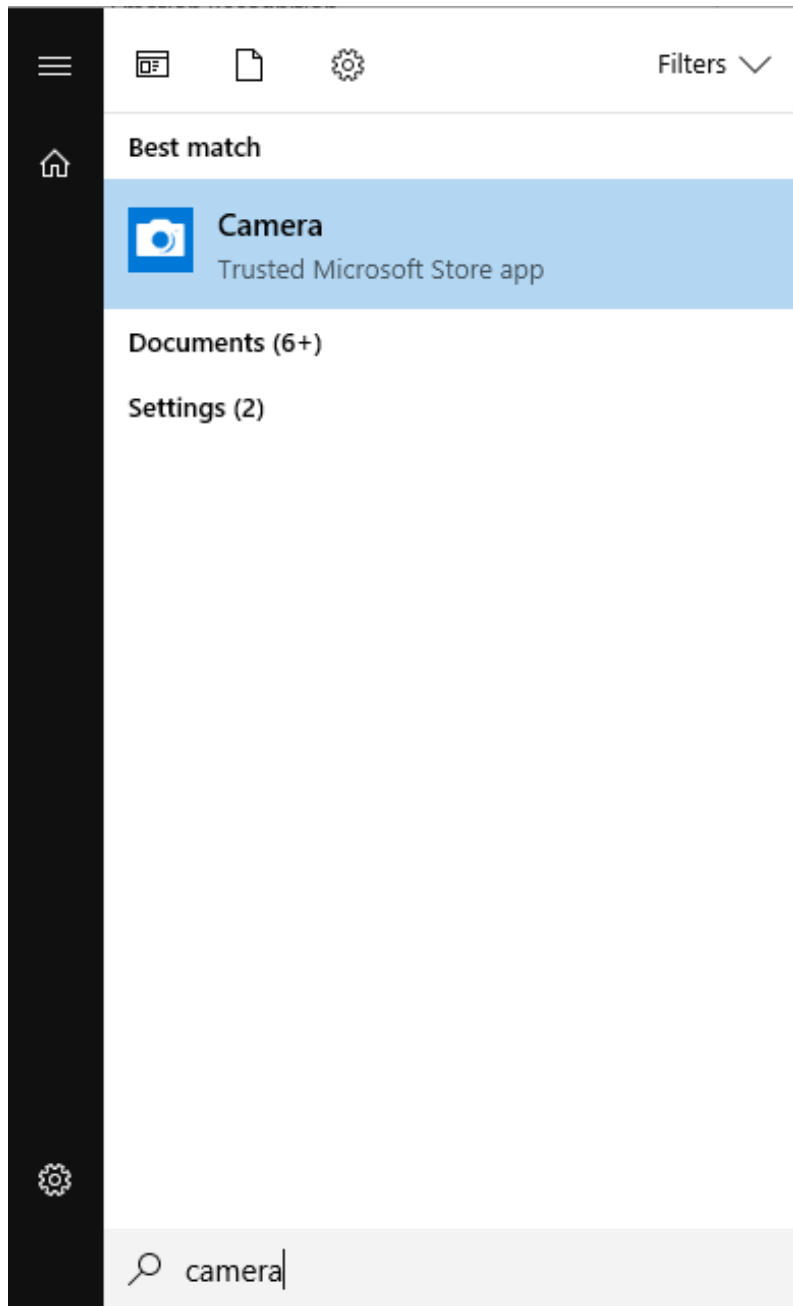 Filters
Best match
Camera
Trusted Microsoft Store app
Documents (6+)
Settings (2)
camera